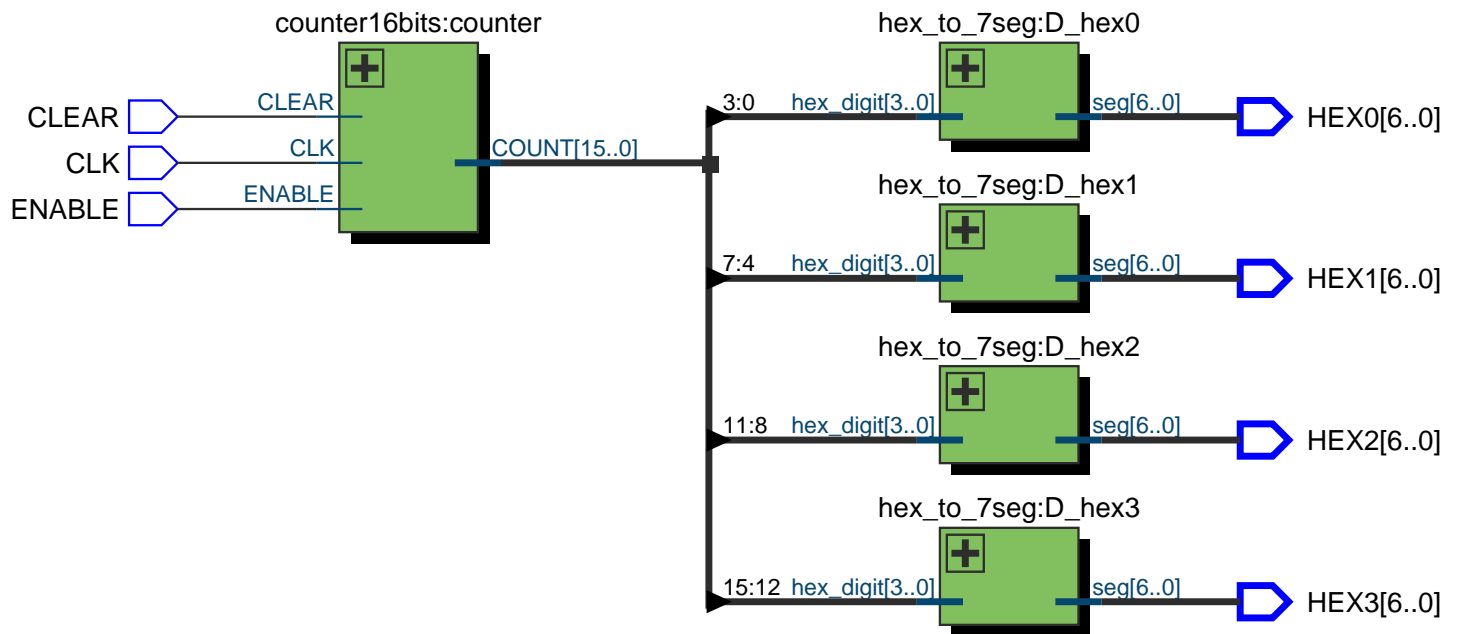 counter16bits:counter
hex_to_7seg:D_hex0
CLEAR
CLEAR
CLK
CLK
ENABLE
ENABLE
COUNT[15..0]
3:0
hex_digit[3..0]
seg[6..0]
HEX0[6..0]
hex_to_7seg:D_hex1
7:4
hex_digit[3..0]
seg[6..0]
HEX1[6..0]
hex_to_7seg:D_hex2
11:8
hex_digit[3..0]
seg[6..0]
HEX2[6..0]
hex_to_7seg:D_hex3
15:12
hex_digit[3..0]
seg[6..0]
HEX3[6..0]